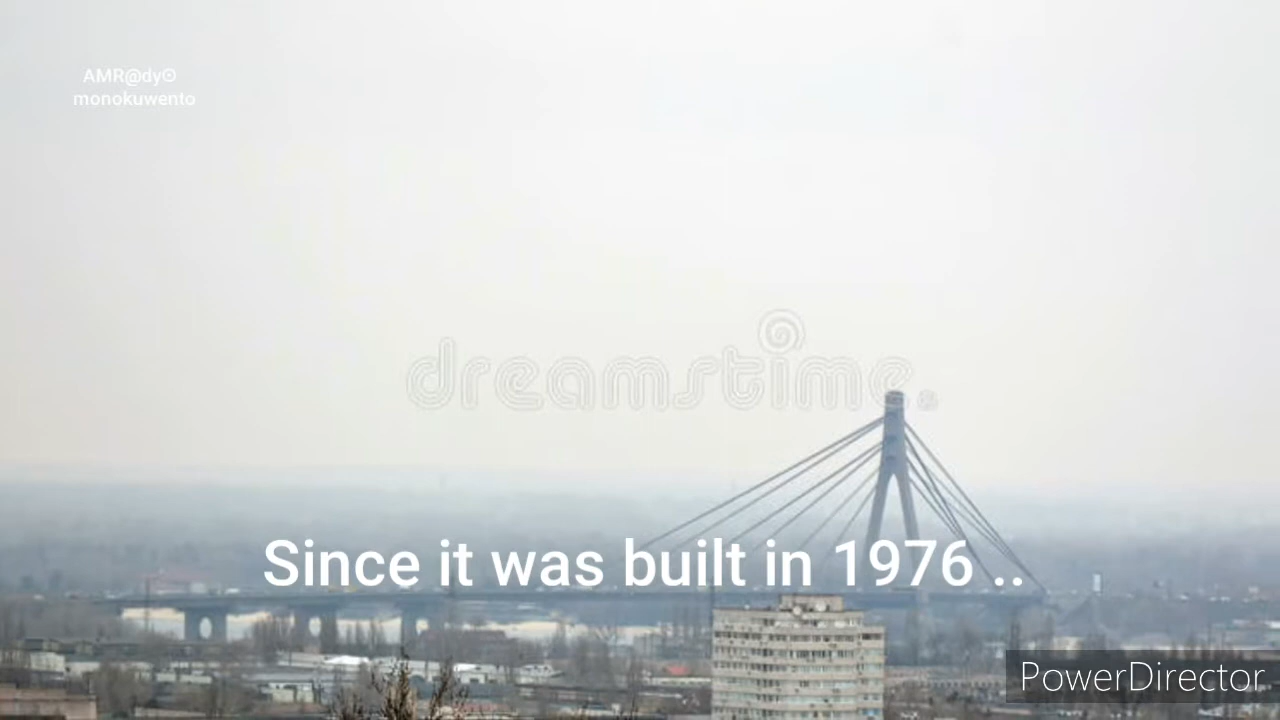 AMR@dy⊙
monokuwento
dreamstime
Since it was built in 1976 ..
PowerDirector